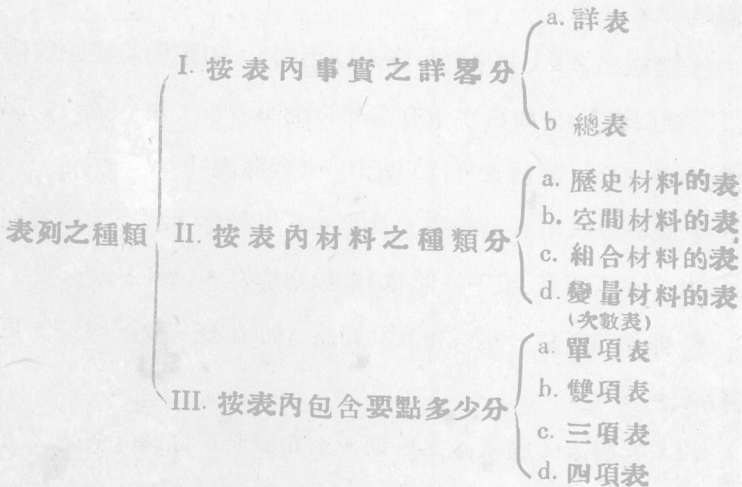 表列之種類
I. 按表內事實之詳畧分
a. 詳表
b 總表
II. 按表內材料之種類分
a. 歷史材料的表
b. 空間材料的表
c. 組合材料的表
d. 變量材料的表
(次數表)
III. 按表內包含要點多少分
a. 單項表
b. 雙項表
c. 三項表
d. 四項表